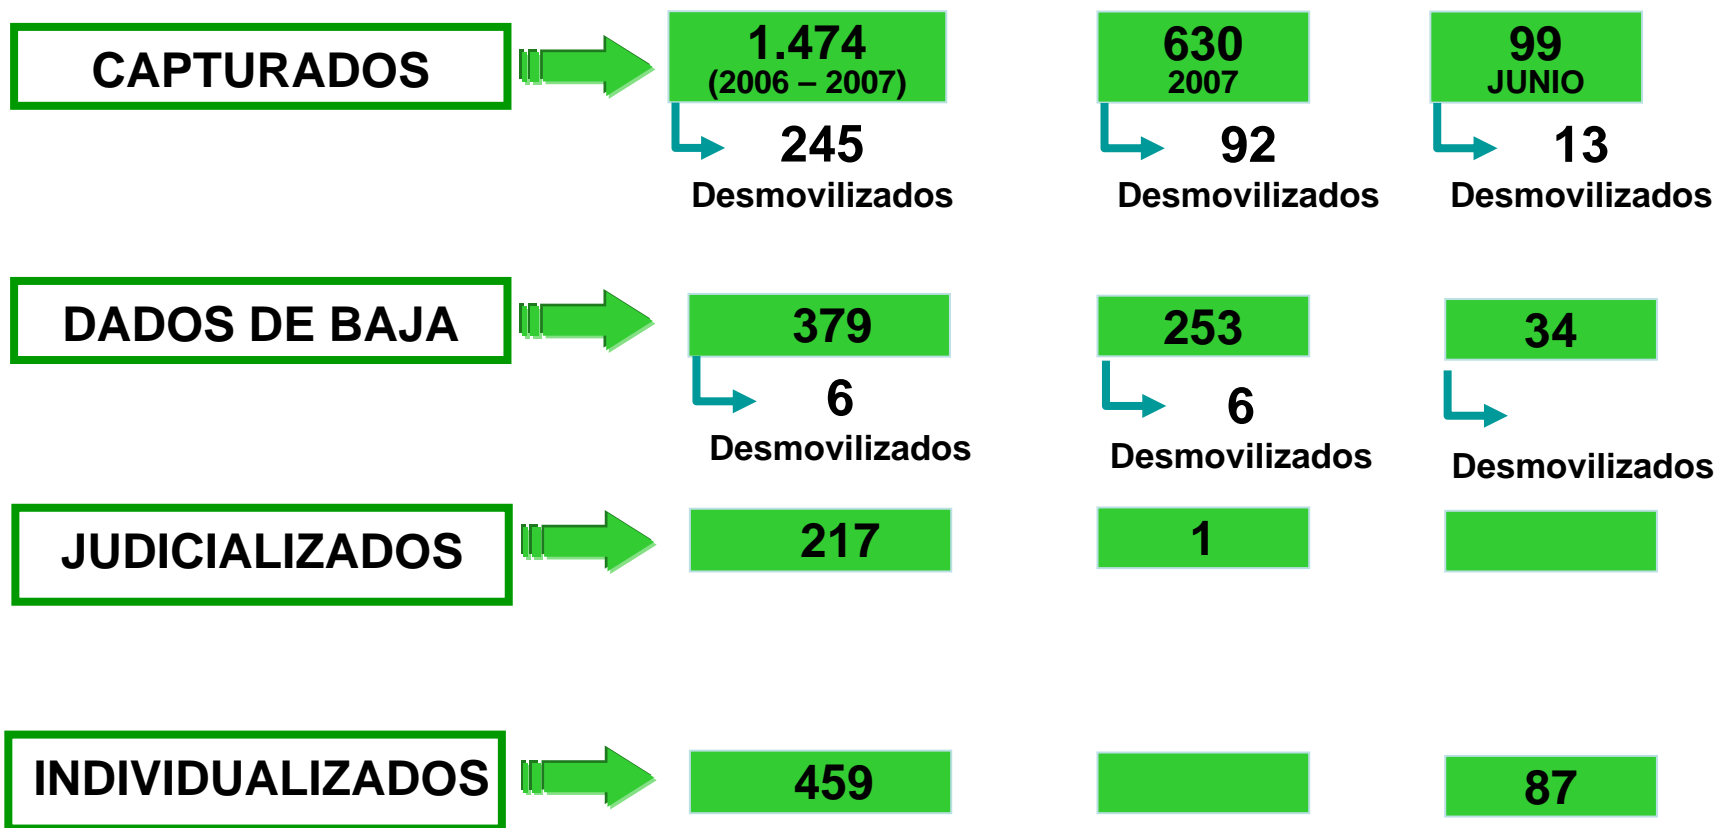 CAPTURADOS
1.474
(2006 – 2007)
630
2007
99
JUNIO
245
Desmovilizados
92
Desmovilizados
13
Desmovilizados
DADOS DE BAJA
379
253
34
6
Desmovilizados
6
Desmovilizados
Desmovilizados
JUDICIALIZADOS
217
1
INDIVIDUALIZADOS
459
87